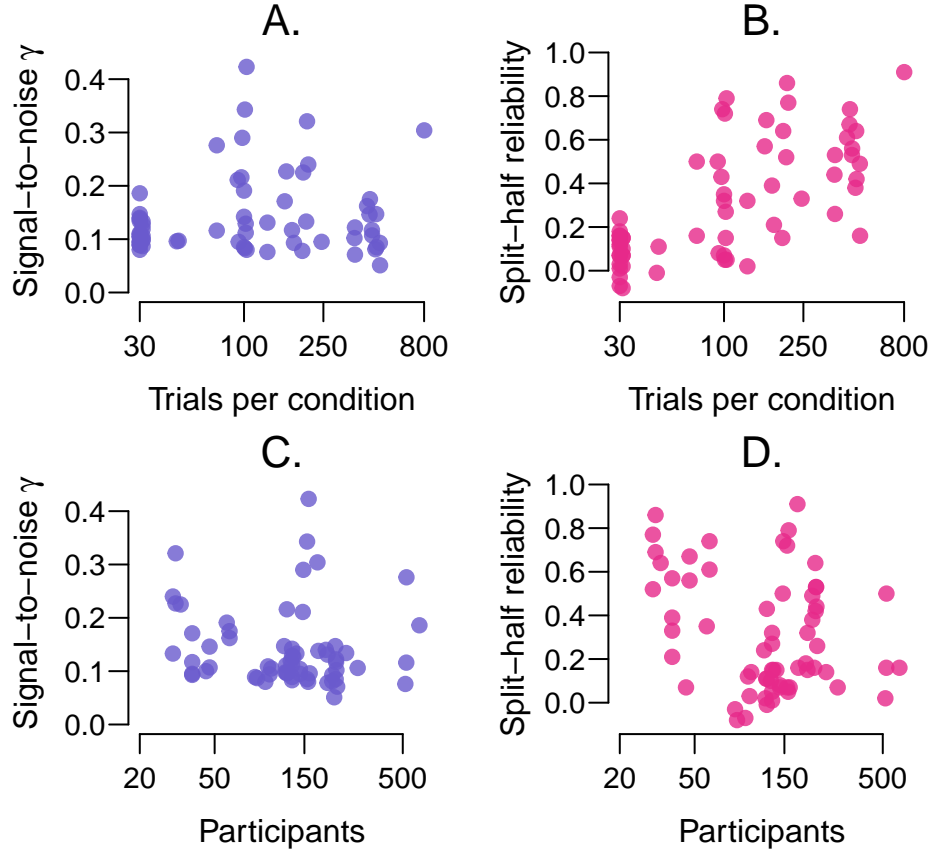 A.
Signal−to−noise γ
0.4
0.3
0.2
0.1
0.0
30 100 250 800
Trials per condition
B.
Split−half reliability
1.0
0.8
0.6
0.4
0.2
0.0
30 100 250 800
Trials per condition
C.
Signal−to−noise γ
0.4
0.3
0.2
0.1
0.0
20 50 150 500
Participants
D.
Split−half reliability
1.0
0.8
0.6
0.4
0.2
0.0
20 50 150 500
Participants